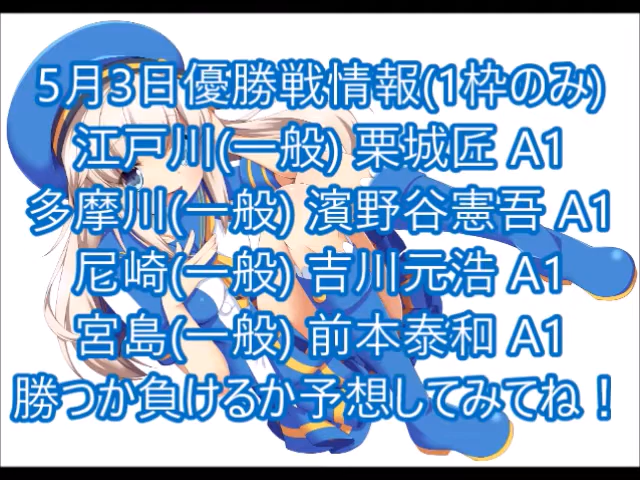 5月3日優勝戦情報(1枠のみ)
江戸川(一般) 栗城匠 A1
多摩川(一般) 濱野谷憲吾 A1
尼崎(一般) 吉川元浩 A1
宮島(一般) 前本泰和 A1
勝つか負けるか予想してみてね！